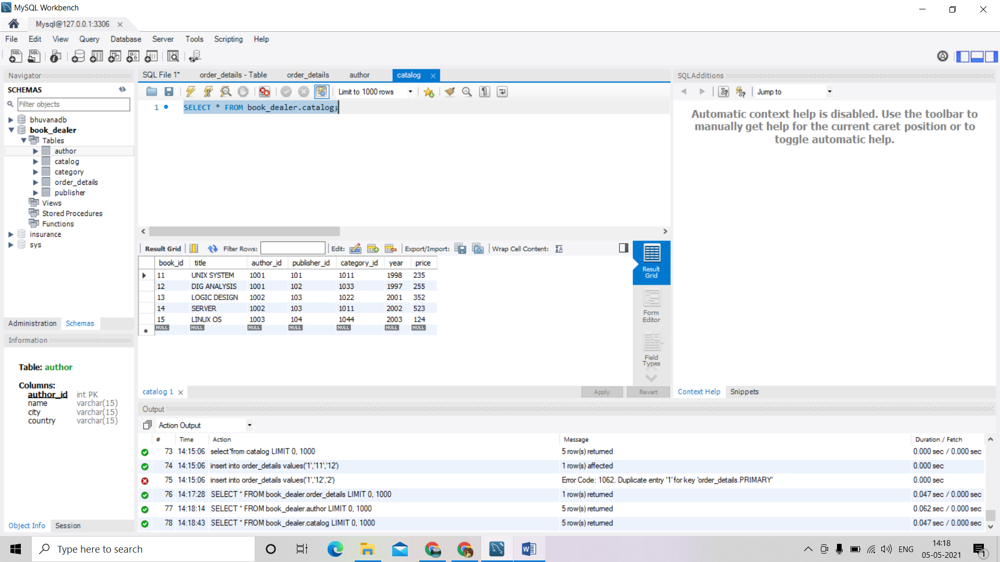 MySQL Workbench
Mysql@127.0.0.1:3306
File Edit View Query Database Server Tools Scripting Help
Navigator
SCHEMAS
Filter objects
bhuvanadb
book_dealer
Tables
author
catalog
category
order_details
publisher
Views
Stored Procedures
Functions
insurance
sys
Administration Schemas
Information
Table: author
Columns:
author_id int PK
name varchar(15)
city varchar(15)
country varchar(15)
Object Info Session
SQL File 1* order_details - Table order_details author catalog
Limit to 1000 rows
1 SELECT * FROM book_dealer.catalog;
Result Grid Filter Rows: Edit: Export/Import: Wrap Cell Content:
book_id title author_id publisher_id category_id year price
11 UNIX SYSTEM 1001 101 1011 1998 235
12 DIG ANALYSIS 1001 102 1033 1997 255
13 LOGIC DESIGN 1002 103 1022 2001 352
14 SERVER 1002 103 1011 2002 523
15 LINUX OS 1003 104 1044 2003 124
NULL NULL NULL NULL NULL NULL NULL
Result
Grid
Form
Editor
Field
Types
catalog 1 Apply Revert
SQLAdditions
Jump to
Automatic context help is disabled. Use the toolbar to
manually get help for the current caret position or to
toggle automatic help.
Context Help Snippets
Output
Action Output
# Time Action Message Duration / Fetch
73 14:15:06 select*from catalog LIMIT 0, 1000 5 row(s) returned 0.000 sec / 0.000 sec
74 14:15:06 insert into order_details values('1','11','12') 1 row(s) affected 0.000 sec
75 14:15:06 insert into order_details values('1','12','2') Error Code: 1062. Duplicate entry '1' for key 'order_details.PRIMARY' 0.000 sec
76 14:17:28 SELECT * FROM book_dealer.order_details LIMIT 0, 1000 1 row(s) returned 0.047 sec / 0.000 sec
77 14:18:14 SELECT * FROM book_dealer.author LIMIT 0, 1000 5 row(s) returned 0.062 sec / 0.000 sec
78 14:18:43 SELECT * FROM book_dealer.catalog LIMIT 0, 1000 5 row(s) returned 0.047 sec / 0.000 sec
Type here to search
ENG
14:18
05-05-2021
1